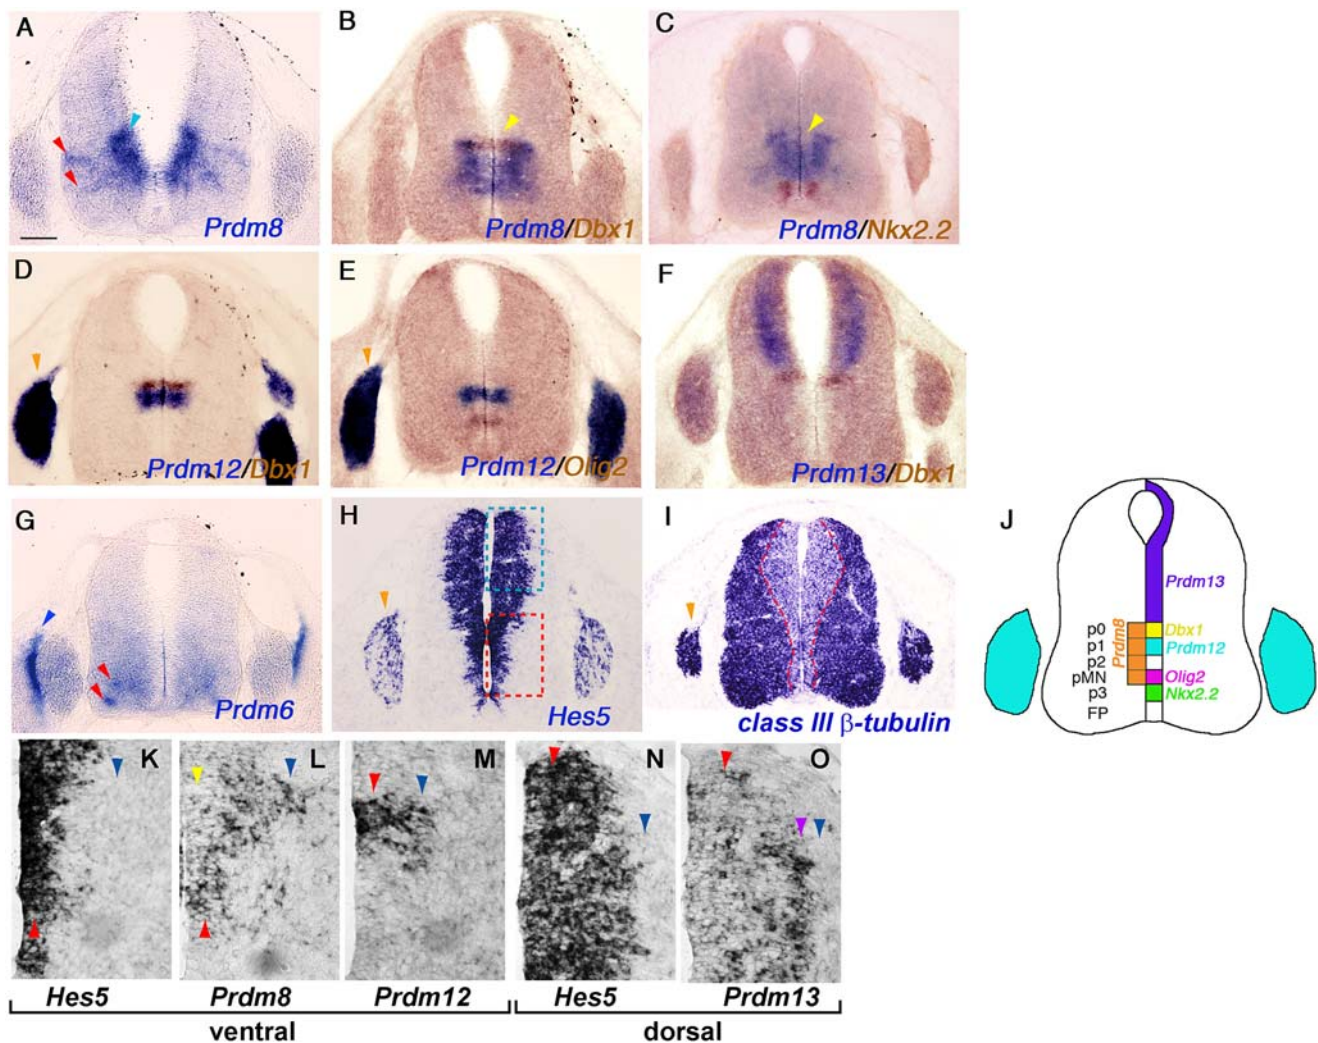 A
Prdm8
B
Prdm8/Dbx1
C
Prdm8/Nkx2.2
D
Prdm12/Dbx1
E
Prdm12/Olig2
F
Prdm13/Dbx1
G
Prdm6
H
Hes5
I
class III β-tubulin
J
Prdm13
Prdm8
p0
Dbx1
p1
Prdm12
p2
pMN
Olig2
p3
Nkx2.2
FP
K
L
M
N
O
Hes5
Prdm8
Prdm12
Hes5
Prdm13
ventral
dorsal